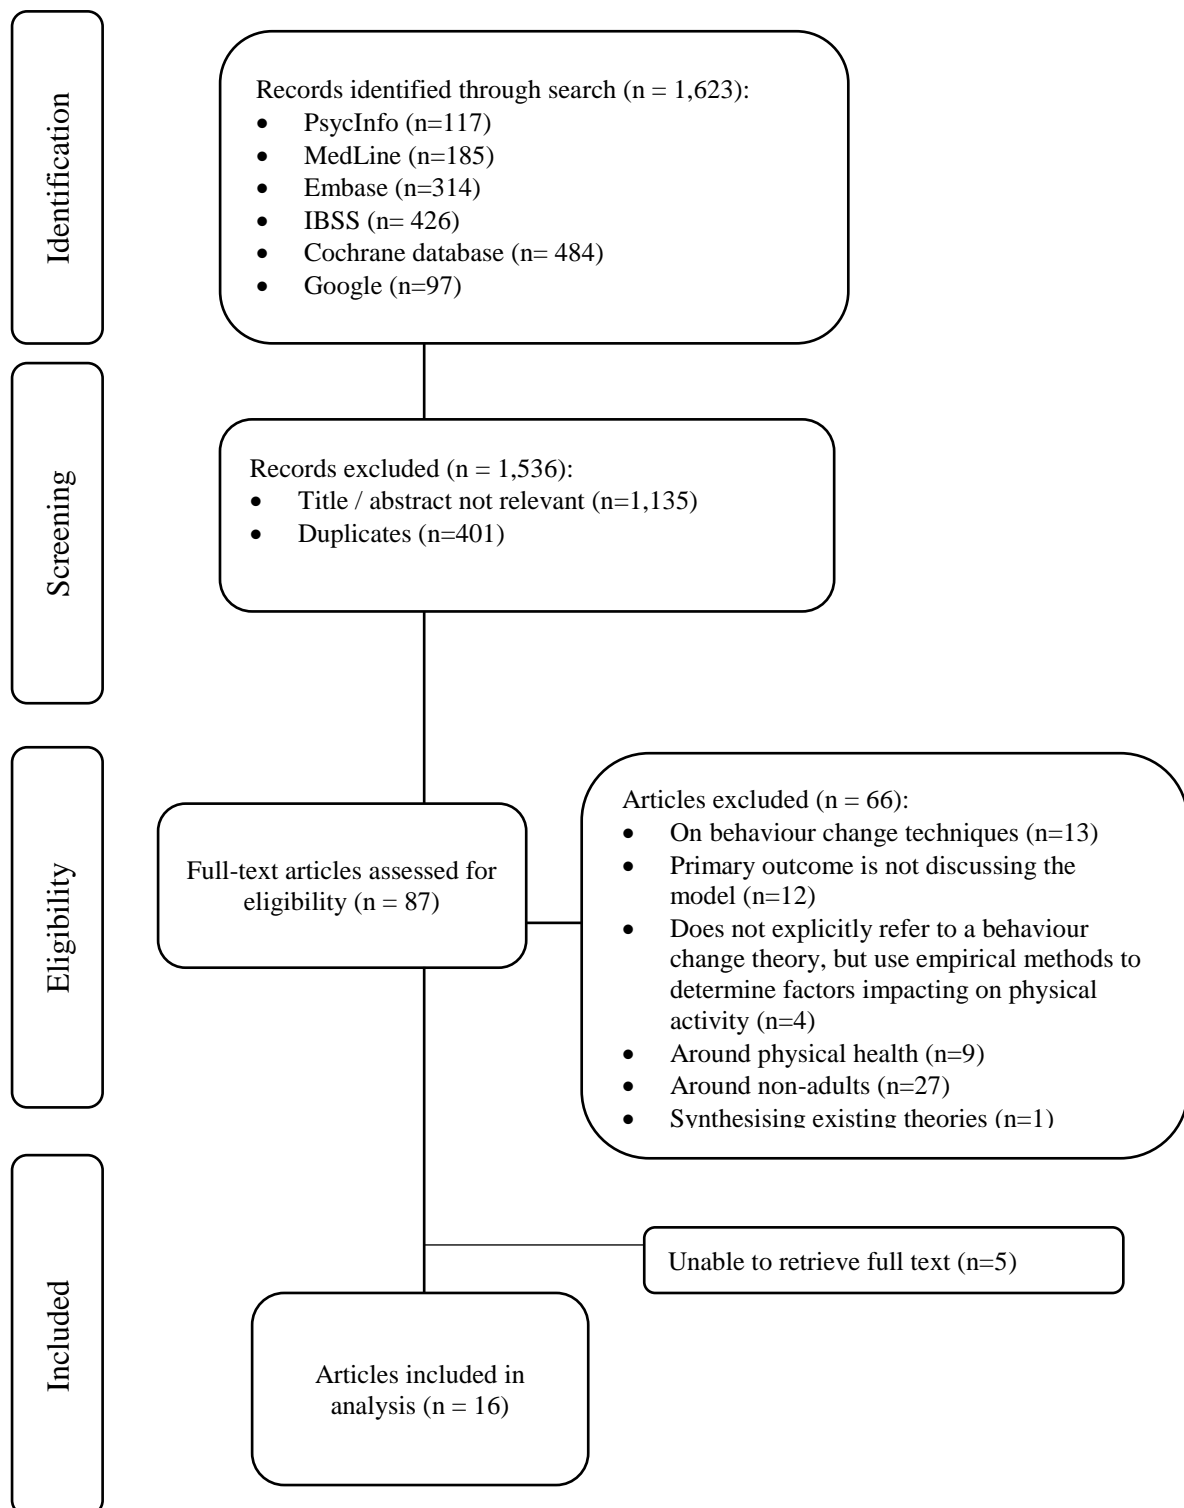 Identification
Records identified through search (n = 1,623):
• PsycInfo (n=117)
• MedLine (n=185)
• Embase (n=314)
• IBSS (n= 426)
• Cochrane database (n= 484)
• Google (n=97)
Screening
Records excluded (n = 1,536):
• Title / abstract not relevant (n=1,135)
• Duplicates (n=401)
Eligibility
Full-text articles assessed for
eligibility (n = 87)
Articles excluded (n = 66):
• On behaviour change techniques (n=13)
• Primary outcome is not discussing the
model (n=12)
• Does not explicitly refer to a behaviour
change theory, but use empirical methods to
determine factors impacting on physical
activity (n=4)
• Around physical health (n=9)
• Around non-adults (n=27)
• Synthesising existing theories (n=1)
Included
Unable to retrieve full text (n=5)
Articles included in
analysis (n = 16)